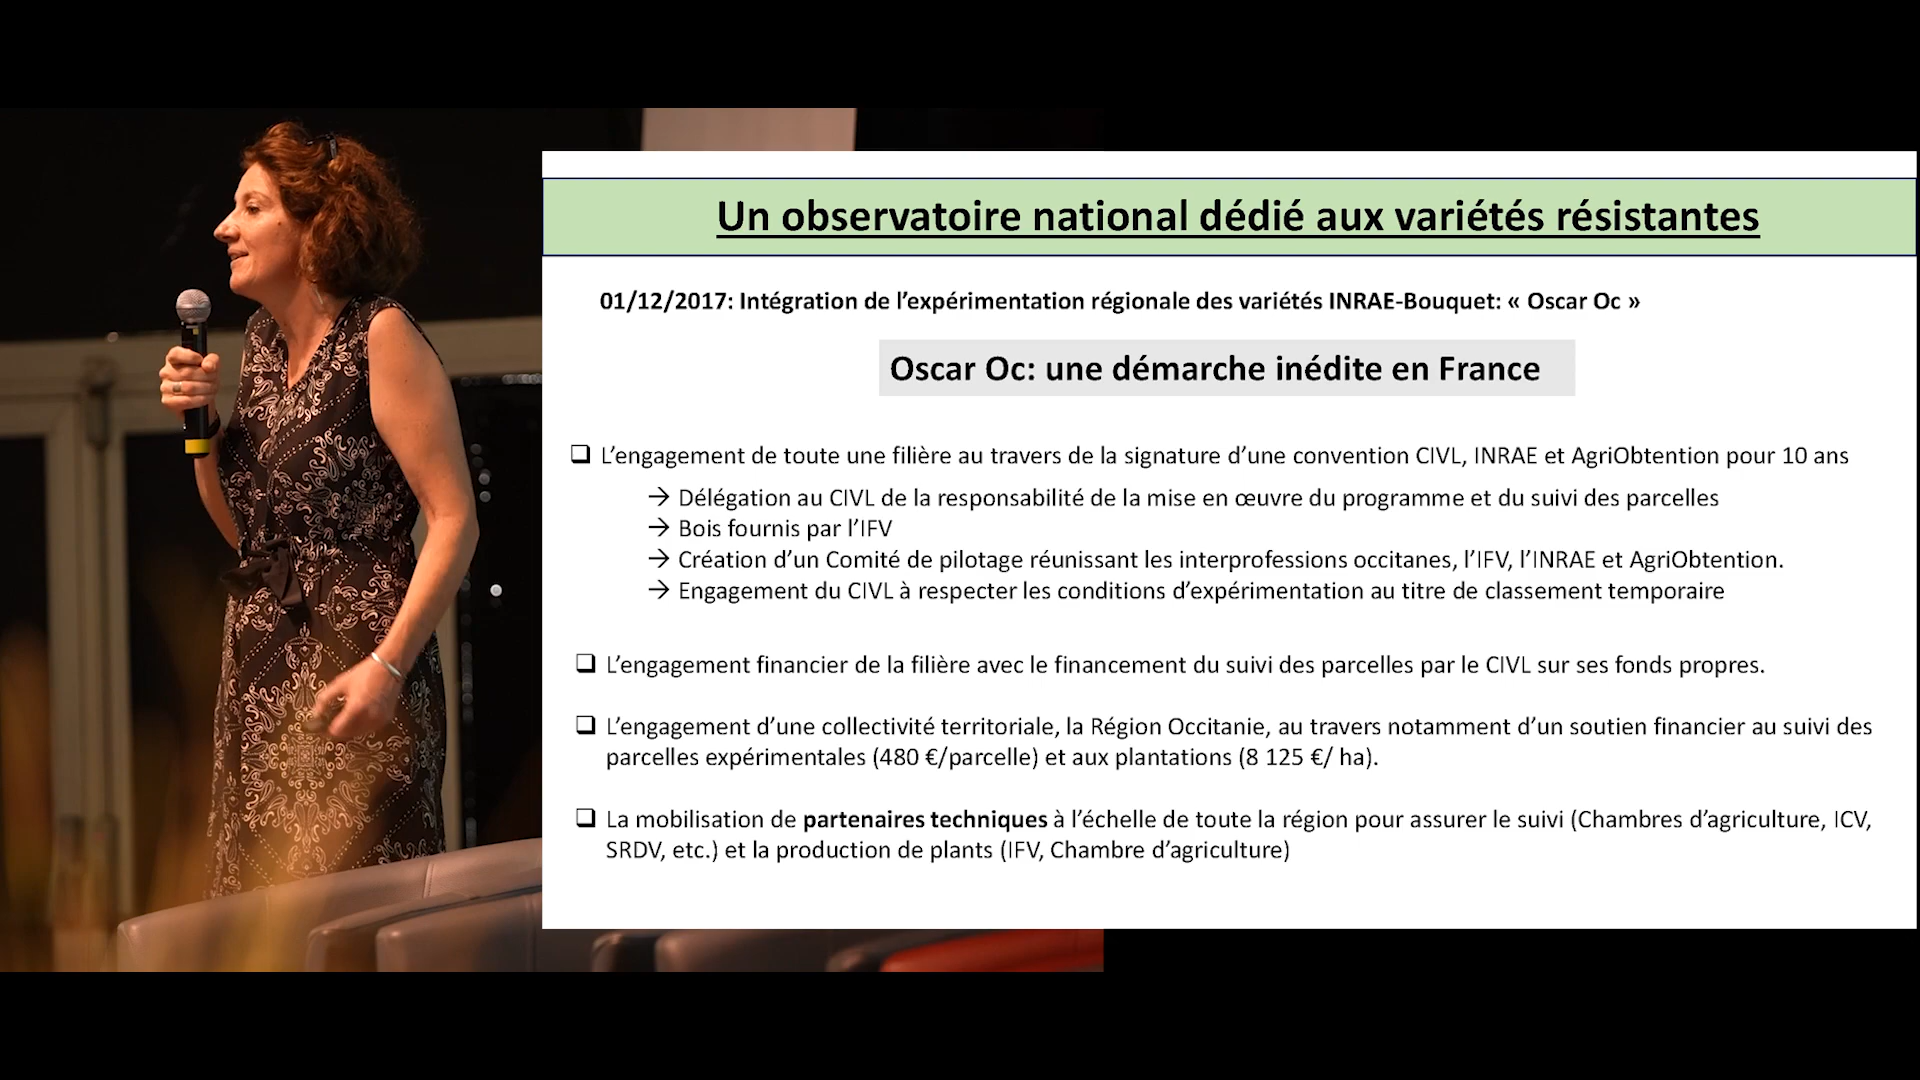 Un observatoire national dédié aux variétés résistantes
01/12/2017: Intégration de l’expérimentation régionale des variétés INRAE-Bouquet: « Oscar Oc »
Oscar Oc: une démarche inédite en France
❑ L’engagement de toute une filière au travers de la signature d’une convention CIVL, INRAE et AgriObtention pour 10 ans
→ Délégation au CIVL de la responsabilité de la mise en œuvre du programme et du suivi des parcelles
→ Bois fournis par l’IFV
→ Création d’un Comité de pilotage réunissant les interprofessions occitanes, l’IFV, l’INRAE et AgriObtention.
→ Engagement du CIVL à respecter les conditions d’expérimentation au titre de classement temporaire
❑ L’engagement financier de la filière avec le financement du suivi des parcelles par le CIVL sur ses fonds propres.
❑ L’engagement d’une collectivité territoriale, la Région Occitanie, au travers notamment d’un soutien financier au suivi des
parcelles expérimentales (480 €/parcelle) et aux plantations (8 125 €/ ha).
❑ La mobilisation de partenaires techniques à l’échelle de toute la région pour assurer le suivi (Chambres d’agriculture, ICV,
SRDV, etc.) et la production de plants (IFV, Chambre d’agriculture)